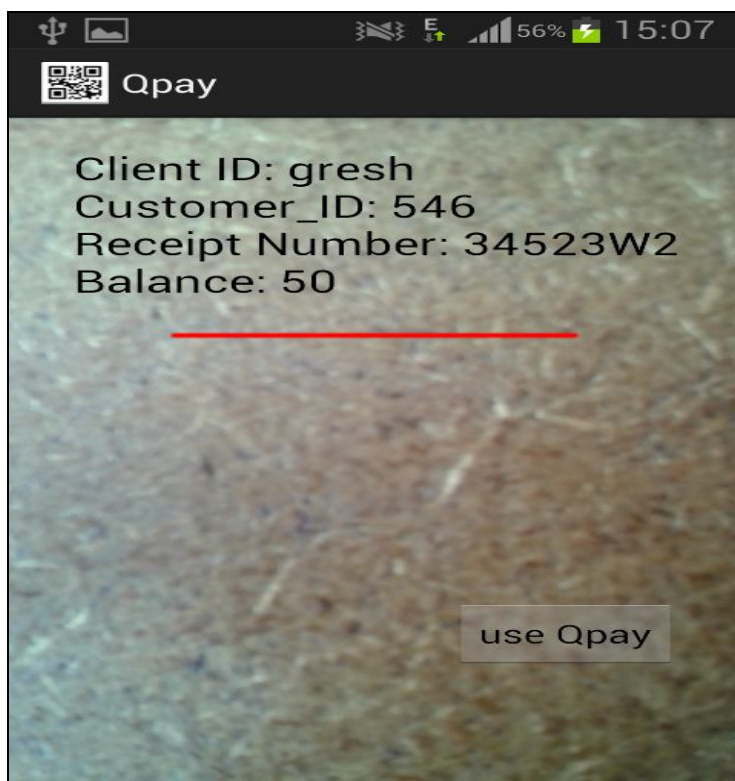 E 56% 15:07
Qpay
Client ID: gresh
Customer_ID: 546
Receipt Number: 34523W2
Balance: 50
use Qpay